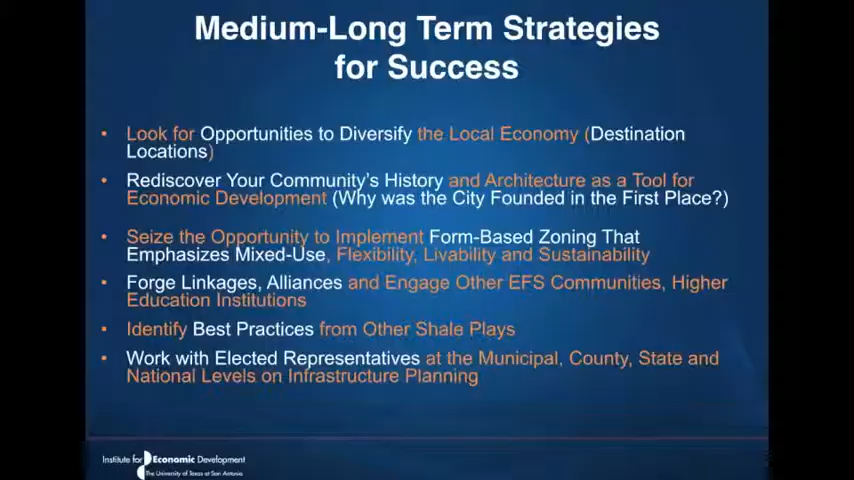 Medium-Long Term Strategies
for Success
• Look for Opportunities to Diversify the Local Economy (Destination
Locations)
• Rediscover Your Community's History and Architecture as a Tool for
Economic Development (Why was the City Founded in the First Place?)
• Seize the Opportunity to Implement Form-Based Zoning That
Emphasizes Mixed-Use, Flexibility, Livability and Sustainability
• Forge Linkages, Alliances and Engage Other EFS Communities, Higher
Education Institutions
• Identify Best Practices from Other Shale Plays
• Work with Elected Representatives at the Municipal, County, State and
National Levels on Infrastructure Planning
Institute for Economic Development
The University of Texas at San Antonio